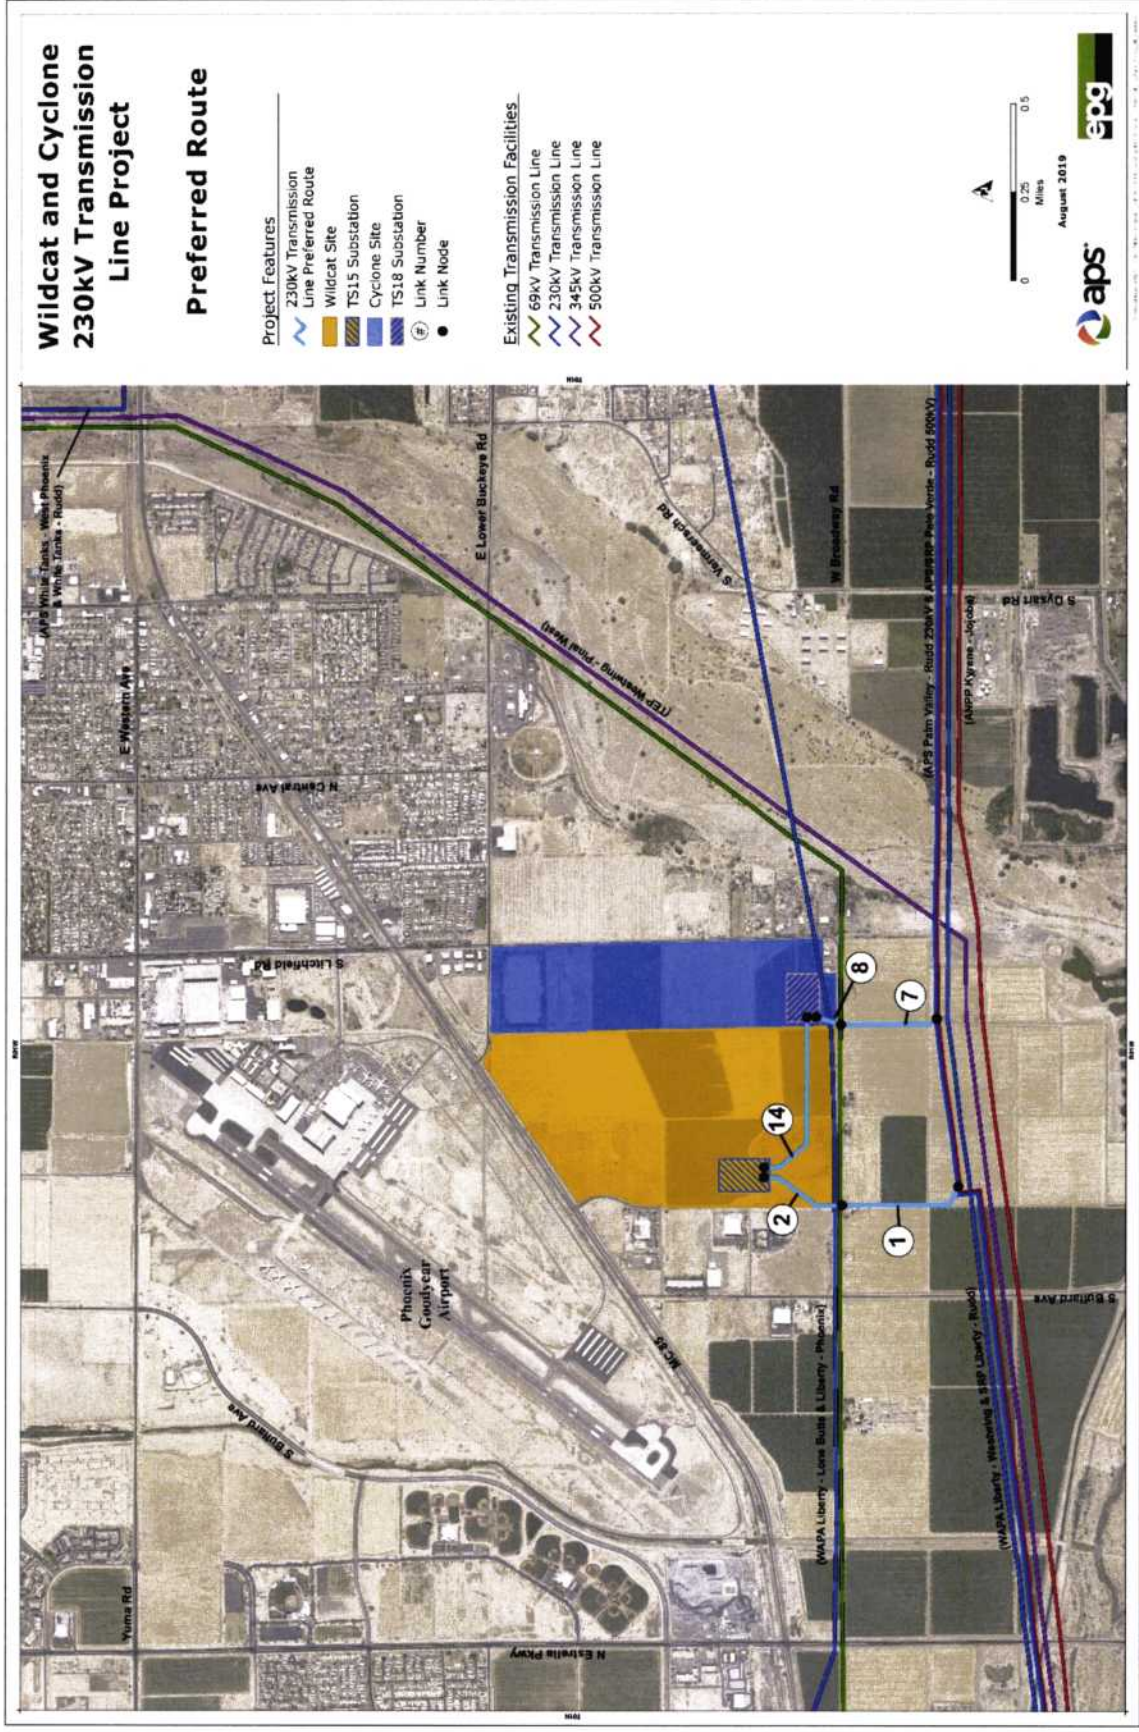 Wildcat and Cyclone
230kV Transmission
Line Project
Preferred Route
Project Features
230kV Transmission
Line Preferred Route
Wildcat Site
TS15 Substation
Cyclone Site
TS18 Substation
# Link Number
Link Node
Existing Transmission Facilities
69kV Transmission Line
230kV Transmission Line
345kV Transmission Line
500kV Transmission Line
0 0.25 0.5
Miles
August 2019
aps
epg
Yuma Rd
E Western Ave
(APS White Tanks - West Phoenix
& White Tanks - Rudd)
S Bullard Ave
Phoenix
Goodyear
Airport
S Litchfield Rd
N Central Ave
E Lower Buckeye Rd
N Estrella Pkwy
MC 85
(TEP Westwing - Pinal West)
S Vermeersch Rd
W Broadway Rd
(WAPA Liberty - Lone Butte & Liberty - Phoenix)
2
14
8
1
7
(APS Palm Valley - Rudd 230kV & APS/SRP Palo Verde - Rudd 500kV)
(ANPP Kyrene - Jojoba)
S Dysart Rd
S Bullard Ave
(WAPA Liberty - Westwing & SRP Liberty - Rudd)